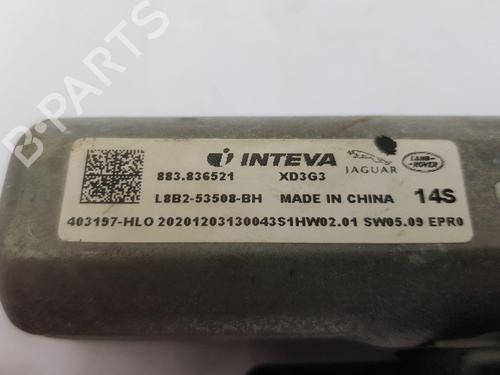 B-PARTS
INTEVA JAGUAR LAND- ROVER
883.836521 XD3G3
L8B2-53508-BH MADE IN CHINA 14S
403197-HLO 20201203130043S1HW02.01 SW05.09 EPR0